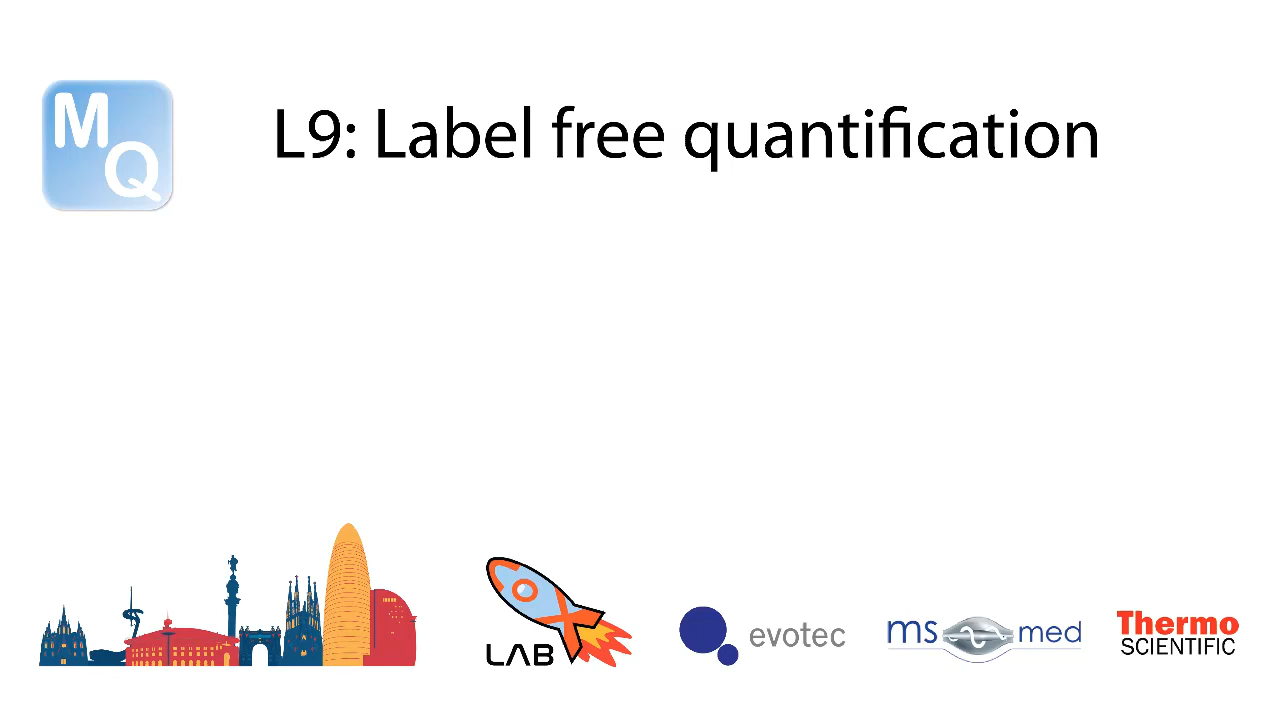 MQ
L9: Label free quantification
LAB
evotec
ms med
Thermo
SCIENTIFIC